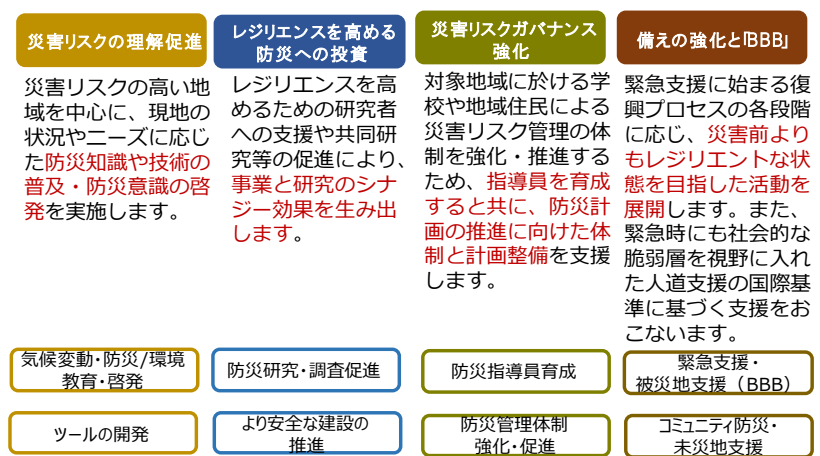 災害リスクの理解促進
災害リスクの高い地
域を中心に、現地の
状況やニーズに応じ
た防災知識や技術の
普及・防災意識の啓
発を実施します。
気候変動・防災/環境
教育・啓発
ツールの開発
レジリエンスを高める
防災への投資
レジリエンスを高
めるための研究者
への支援や共同研
究等の促進により、
事業と研究のシナ
ジー効果を生み出
します。
防災研究・調査促進
より安全な建設の
推進
災害リスクガバナンス
強化
対象地域に於ける学
校や地域住民による
災害リスク管理の体
制を強化・推進する
ため、指導員を育成
すると共に、防災計
画の推進に向けた体
制と計画整備を支援
します。
防災指導員育成
防災管理体制
強化・促進
備えの強化と「BBB」
緊急支援に始まる復
興プロセスの各段階
に応じ、災害前より
もレジリエントな状
態を目指した活動を
展開します。また、
緊急時にも社会的な
脆弱層を視野に入れ
た人道支援の国際基
準に基づく支援をお
こないます。
緊急支援・
被災地支援（BBB）
コミュニティ防災・
未災地支援